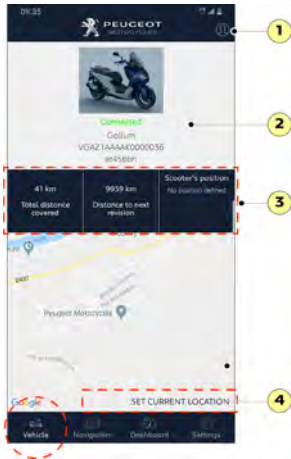 09:35
1
PEUGEOT
MOTOCYCLES
Connected
2
Gollum
VGAZ1AAAAK0000036
3
41 km
Total distance
covered
9959 km
Distance to next
revision
Scooter's position
No position defined
Peugeot Motocycles
Google
SET CURRENT LOCATION
4
Vehicle
Navigation
Dashboard
Settings